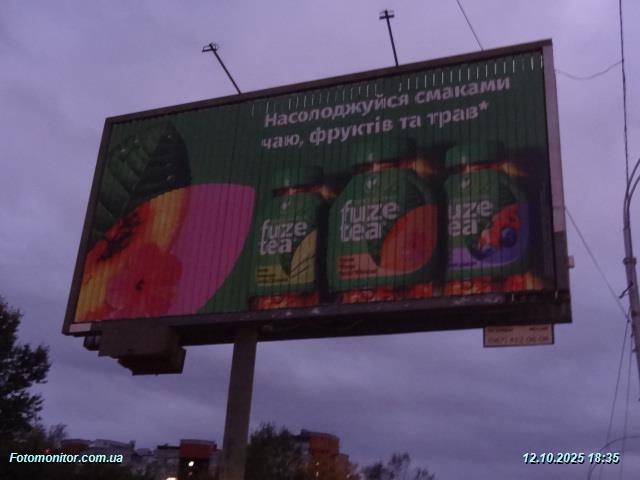 Насолоджуйся смаками
чаю, фруктів та трав*
fuze tea
fuze tea
fuze tea
Fotomonitor.com.ua
12.10.2025 18:35